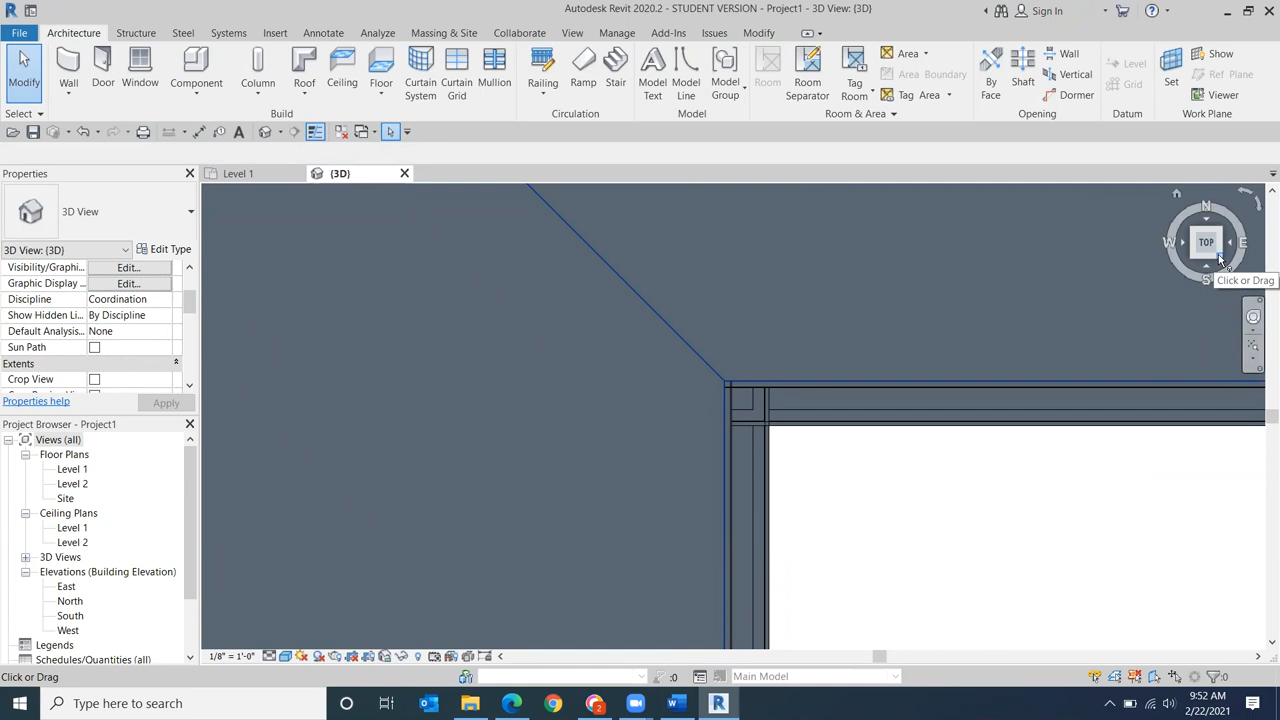 Autodesk Revit 2020.2 - STUDENT VERSION - Project1 - 3D View: {3D}
Sign In
File Architecture Structure Steel Systems Insert Annotate Analyze Massing & Site Collaborate View Manage Add-Ins Issues Modify
Modify Wall Door Window Component Column Roof Ceiling Floor Curtain System Curtain Grid Mullion Railing Ramp Stair Model Text Model Line Model Group Room Room Separator Tag Room Area Area Boundary Tag Area By Face Shaft Wall Vertical Dormer Level Grid Set Show Ref Plane Viewer
Select Build Circulation Model Room & Area Opening Datum Work Plane
Properties
Level 1 {3D}
3D View
3D View: {3D} Edit Type
Visibility/Graphi... Edit...
Graphic Display ... Edit...
Discipline Coordination
Show Hidden Li... By Discipline
Default Analysis... None
Sun Path
Extents
Crop View
Properties help Apply
Project Browser - Project1
Views (all)
Floor Plans
Level 1
Level 2
Site
Ceiling Plans
Level 1
Level 2
3D Views
Elevations (Building Elevation)
East
North
South
West
Legends
Schedules/Quantities (all)
N
W TOP E
S
Click or Drag
1/8" = 1'-0"
Click or Drag :0 Main Model :0
Type here to search
9:52 AM
2/22/2021